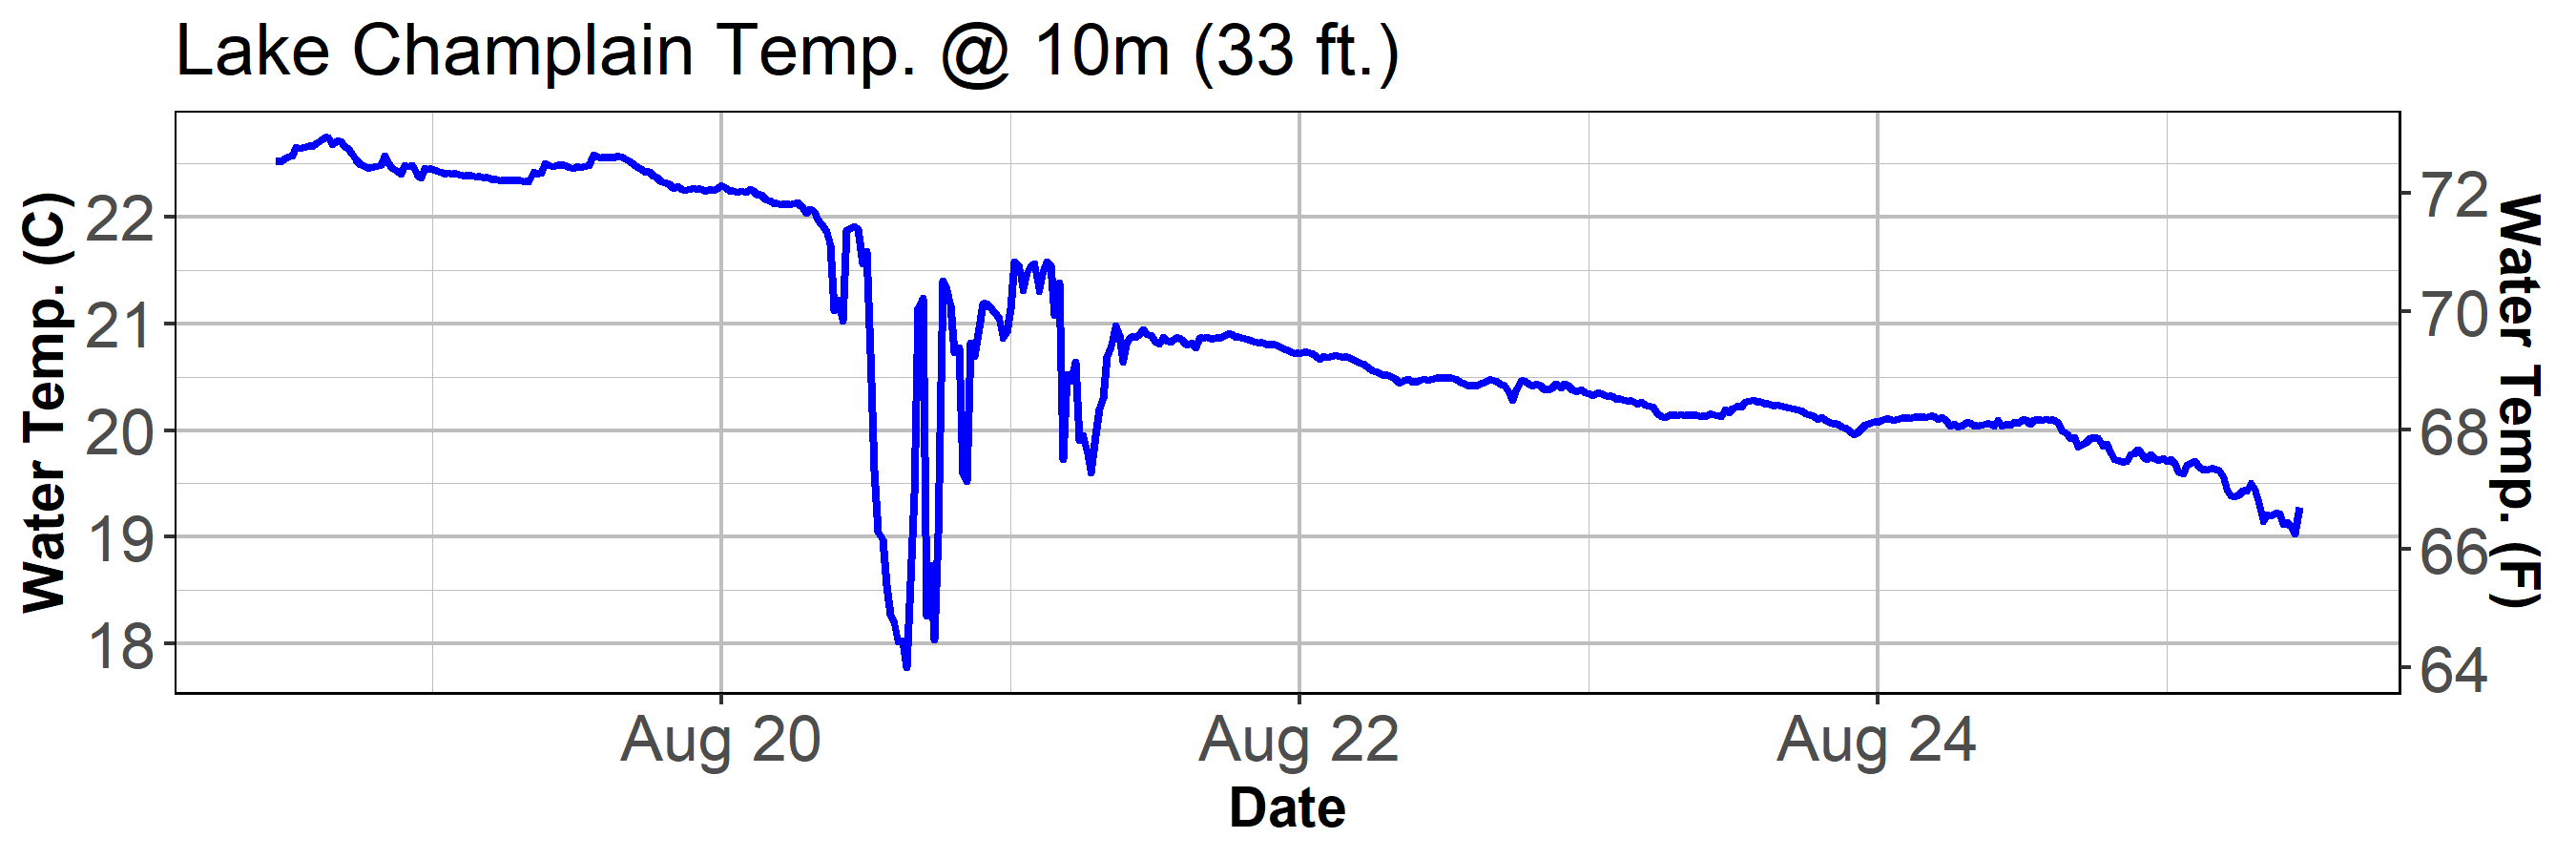 Lake Champlain Temp. @ 10m (33 ft.)
Water Temp. (C)
22
21
20
19
18
72
70
68
66
64
Water Temp. (F)
Aug 20
Aug 22
Aug 24
Date